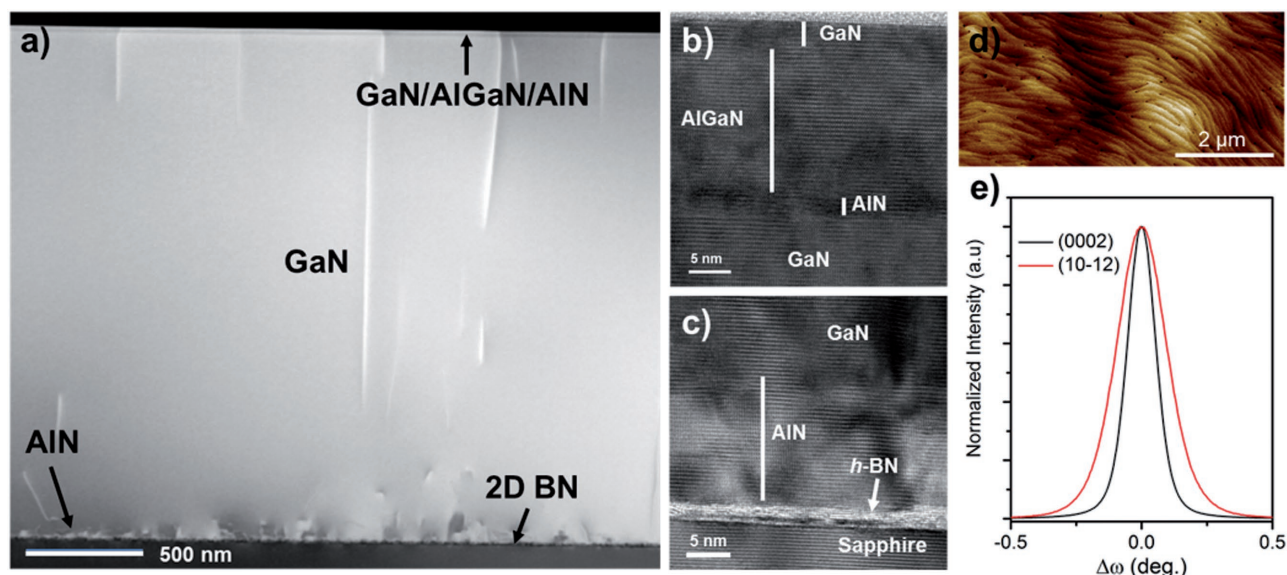 a)
GaN/AlGaN/AlN
GaN
AlN
2D BN
500 nm
b)
GaN
AlGaN
AlN
GaN
5 nm
c)
GaN
AlN
h-BN
Sapphire
5 nm
d)
2 µm
e)
(0002)
(10-12)
Normalized Intensity (a.u)
-0.5
0.0
0.5
Δω (deg.)